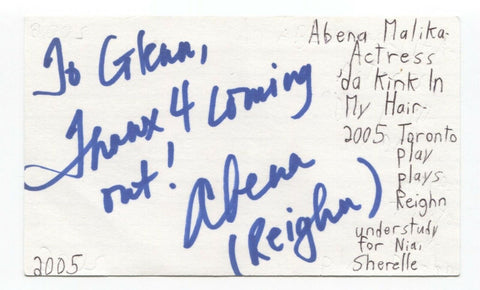 To Glenn,
Thanx 4 coming
out!
Abena
(Reighn)
2005
Abena Malika
Actress
'da Kink In
My Hair
2005 Toronto
play
plays
Reighn
understudy
for Nia,
Sherelle